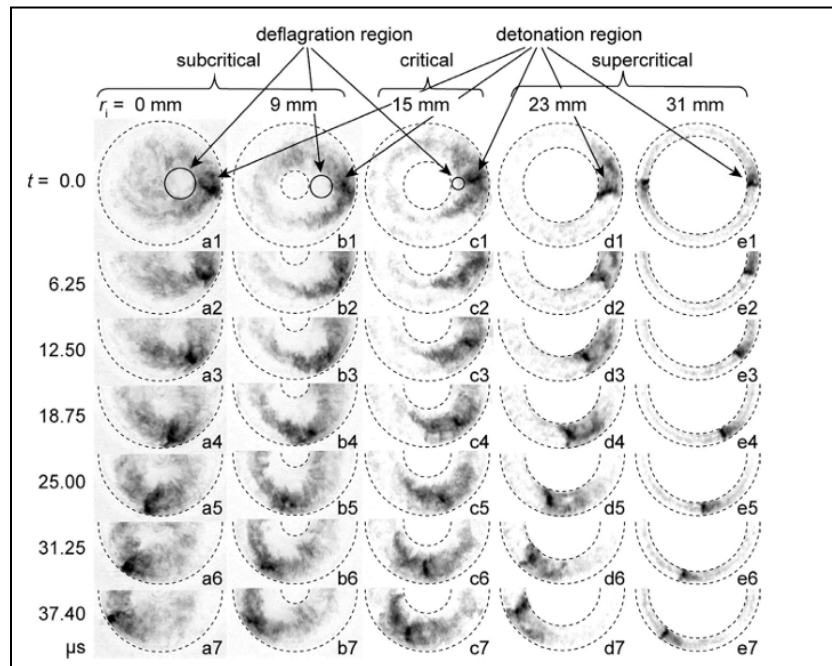 deflagration region detonation region
subcritical critical supercritical
rᵢ = 0 mm 9 mm 15 mm 23 mm 31 mm
t = 0.0
a1 b1 c1 d1 e1
6.25
a2 b2 c2 d2 e2
12.50
a3 b3 c3 d3 e3
18.75
a4 b4 c4 d4 e4
25.00
a5 b5 c5 d5 e5
31.25
a6 b6 c6 d6 e6
37.40
μs a7 b7 c7 d7 e7